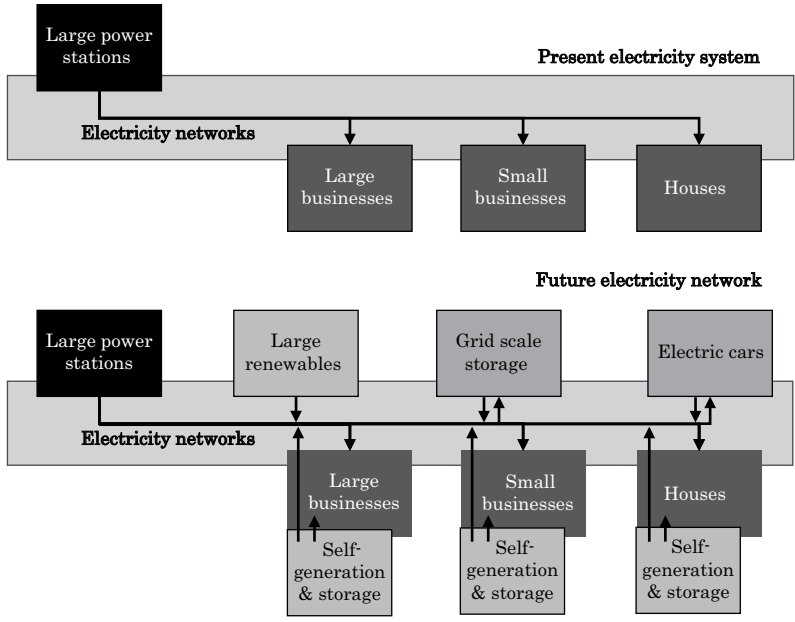 Large power
stations
Present electricity system
Electricity networks
Large
businesses
Small
businesses
Houses
Future electricity network
Large power
stations
Large
renewables
Grid scale
storage
Electric cars
Electricity networks
Large
businesses
Small
businesses
Houses
Self-
generation
& storage
Self-
generation
& storage
Self-
generation
& storage